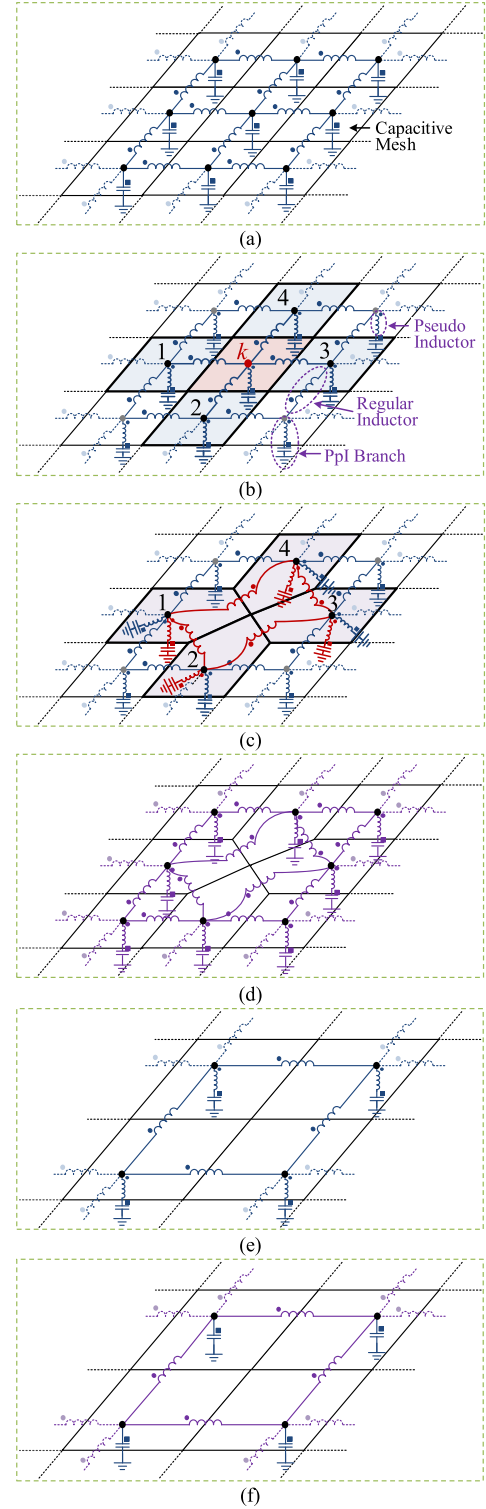 Capacitive
Mesh
(a)
4
Pseudo
Inductor
1
k
3
Regular
Inductor
2
PpI Branch
(b)
4
1
3
2
(c)
(d)
(e)
(f)